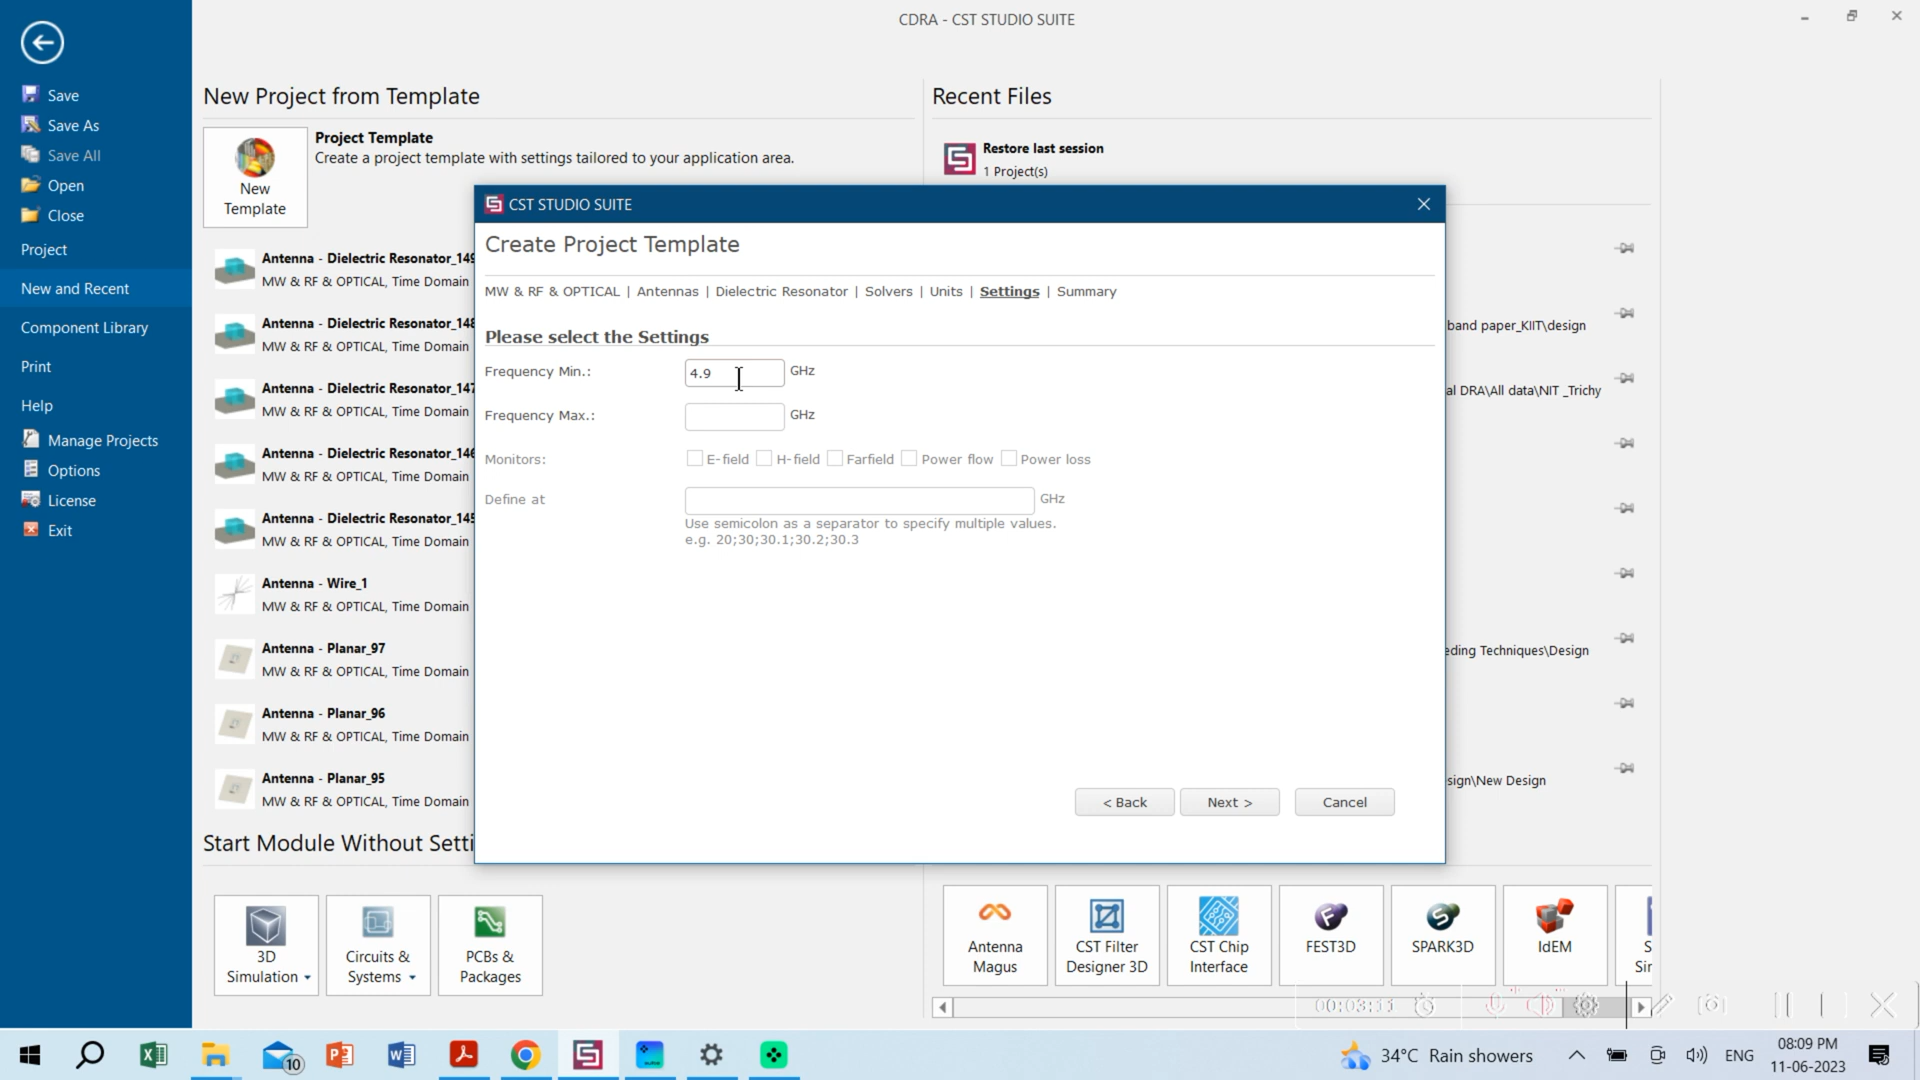 CDRA - CST STUDIO SUITE
Save
Save As
Save All
Open
Close
Project
New and Recent
Component Library
Print
Help
Manage Projects
Options
License
Exit
New Project from Template
New
Template
Project Template
Create a project template with settings tailored to your application area.
Antenna - Dielectric Resonator_149
MW & RF & OPTICAL, Time Domain
Antenna - Dielectric Resonator_148
MW & RF & OPTICAL, Time Domain
Antenna - Dielectric Resonator_147
MW & RF & OPTICAL, Time Domain
Antenna - Dielectric Resonator_146
MW & RF & OPTICAL, Time Domain
Antenna - Dielectric Resonator_145
MW & RF & OPTICAL, Time Domain
Antenna - Wire_1
MW & RF & OPTICAL, Time Domain
Antenna - Planar_97
MW & RF & OPTICAL, Time Domain
Antenna - Planar_96
MW & RF & OPTICAL, Time Domain
Antenna - Planar_95
MW & RF & OPTICAL, Time Domain
Start Module Without Setti
3D
Simulation
Circuits &
Systems
PCBs &
Packages
Recent Files
Restore last session
1 Project(s)
band paper_KIIT\design
al DRA\All data\NIT _Trichy
eding Techniques\Design
sign\New Design
CST STUDIO SUITE
Create Project Template
MW & RF & OPTICAL | Antennas | Dielectric Resonator | Solvers | Units | Settings | Summary
Please select the Settings
Frequency Min.: 4.9 GHz
Frequency Max.: GHz
Monitors: E-field H-field Farfield Power flow Power loss
Define at GHz
Use semicolon as a separator to specify multiple values.
e.g. 20;30;30.1;30.2;30.3
< Back Next > Cancel
Antenna
Magus
CST Filter
Designer 3D
CST Chip
Interface
FEST3D
SPARK3D
IdEM
S
Sir
00:03:11
10
34°C Rain showers
ENG
08:09 PM
11-06-2023